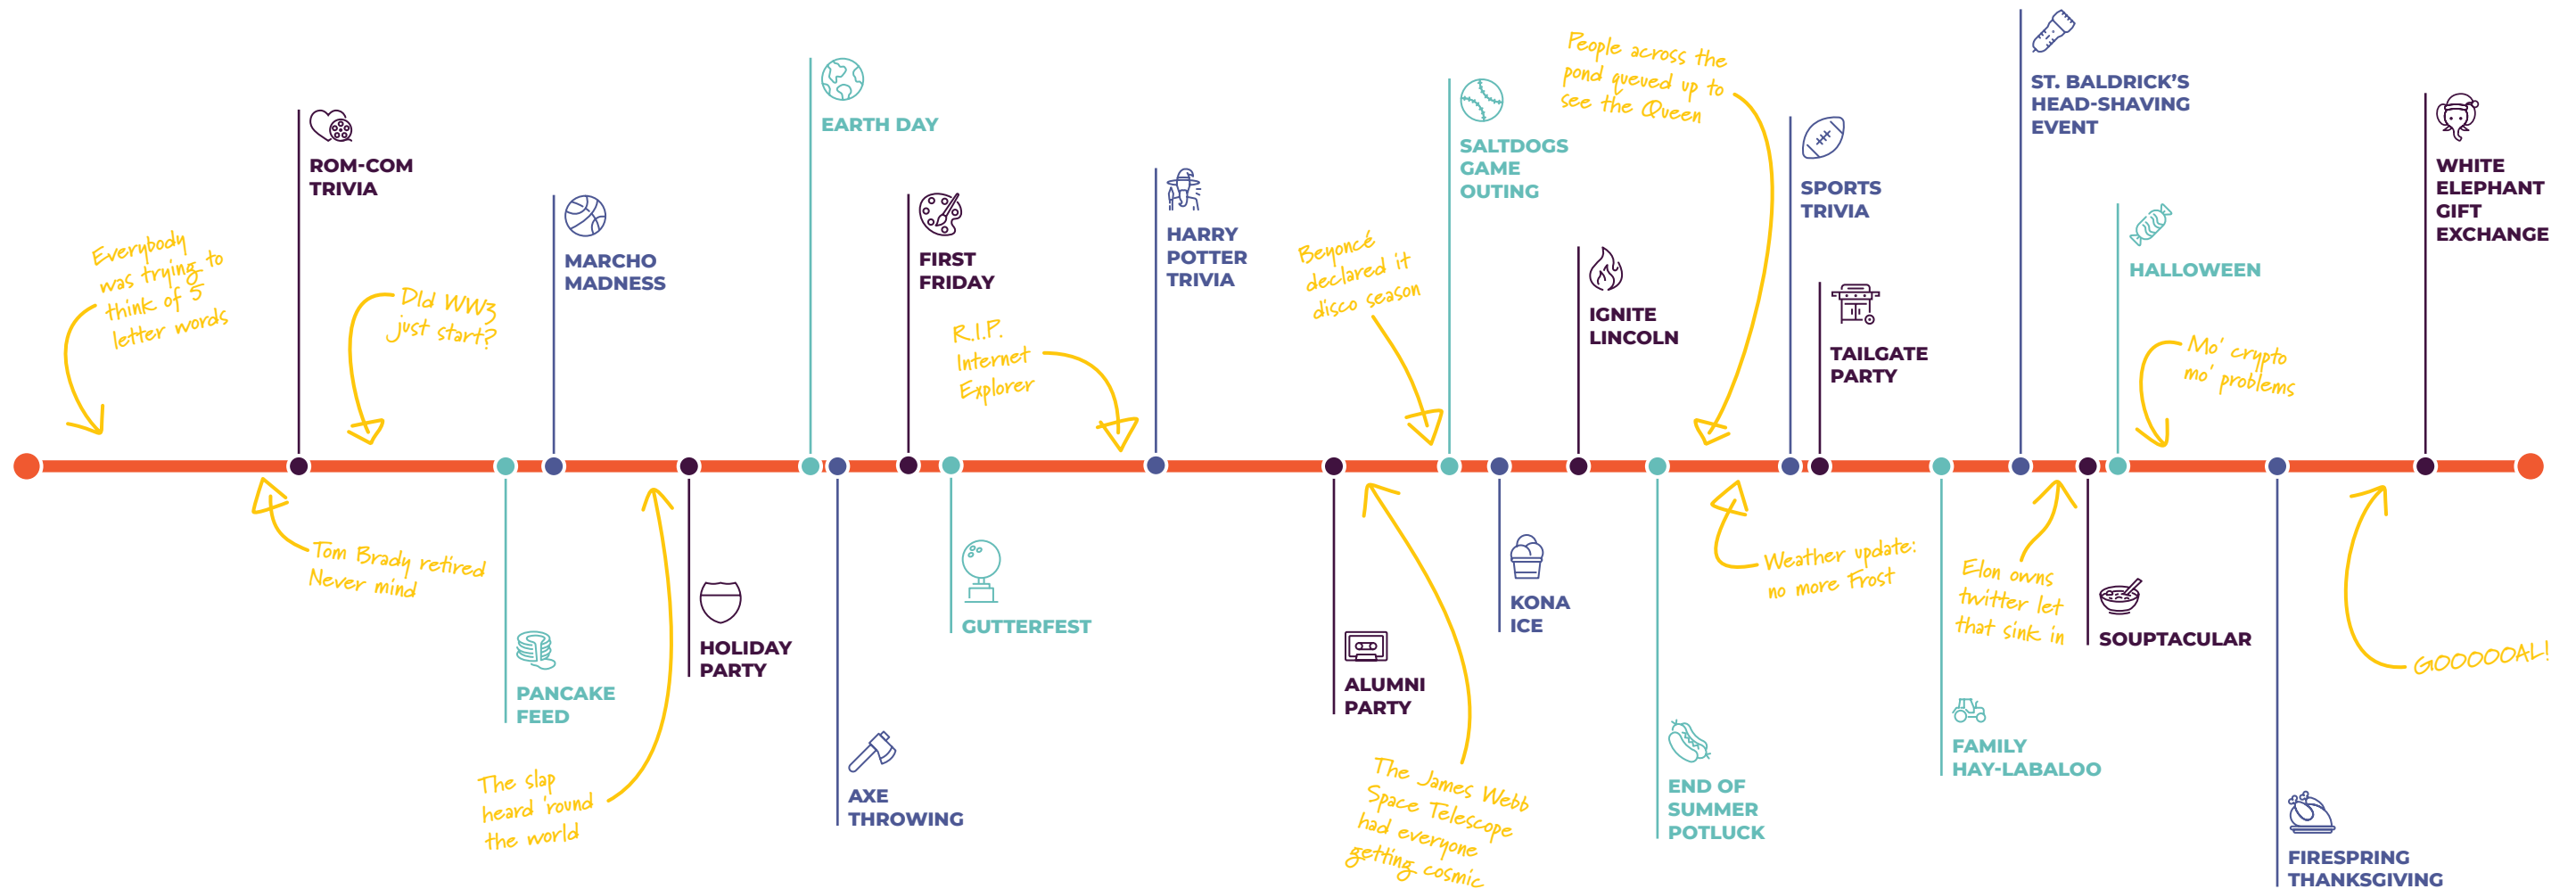 Everybody
was trying to
think of 5
letter words
Tom Brady retired
Never mind
ROM-COM
TRIVIA
DId WW3
just start?
PANCAKE
FEED
MARCHO
MADNESS
The slap
heard 'round
the world
HOLIDAY
PARTY
EARTH DAY
AXE
THROWING
FIRST
FRIDAY
GUTTERFEST
R.I.P.
Internet
Explorer
HARRY
POTTER
TRIVIA
ALUMNI
PARTY
The James Webb
Space Telescope
had everyone
getting cosmic
Beyoncé
declared it
disco season
SALTDOGS
GAME
OUTING
KONA
ICE
IGNITE
LINCOLN
END OF
SUMMER
POTLUCK
People across the
pond queued up to
see the Queen
Weather update:
no more Frost
SPORTS
TRIVIA
TAILGATE
PARTY
FAMILY
HAY-LABALOO
ST. BALDRICK’S
HEAD-SHAVING
EVENT
Elon owns
twitter let
that sink in
SOUPTACULAR
HALLOWEEN
Mo' crypto
mo' problems
FIRESPRING
THANKSGIVING
GOOOOOAL!
WHITE
ELEPHANT
GIFT
EXCHANGE